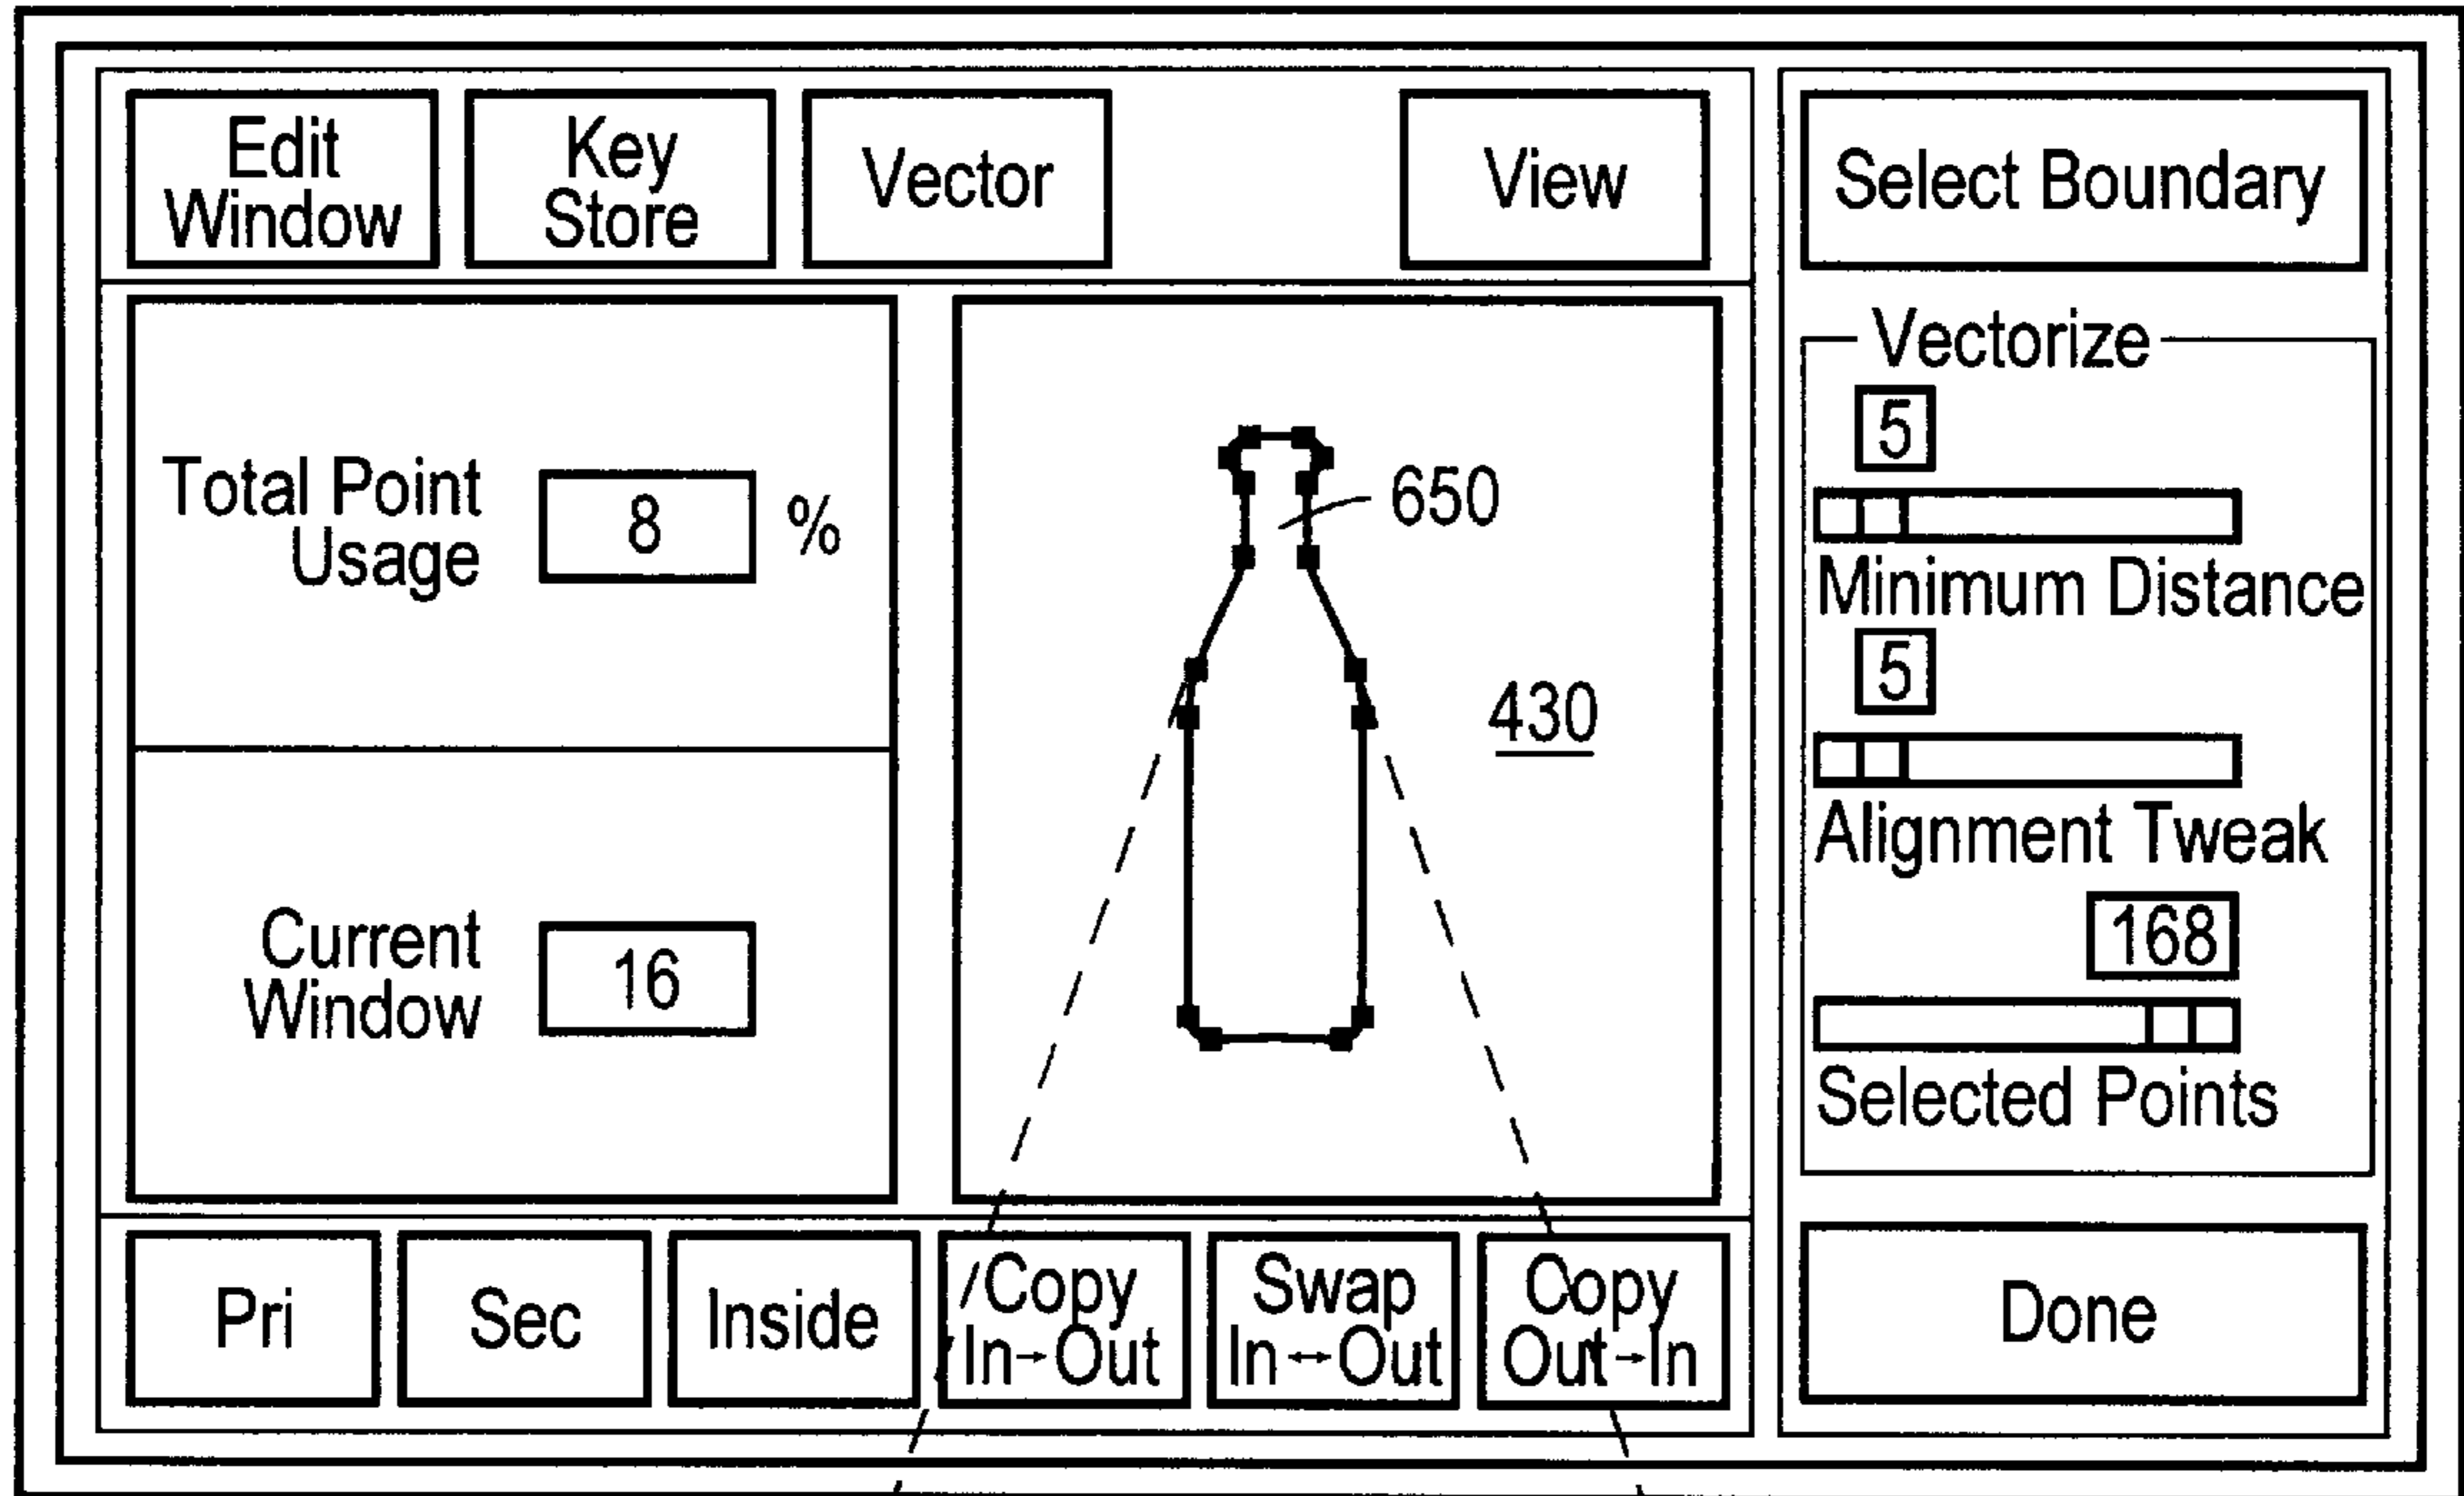 Edit
Window
Key
Store
Vector
View
Select Boundary
Total Point
Usage
8
%
Current
Window
16
650
430
Vectorize
5
Minimum Distance
5
Alignment Tweak
168
Selected Points
Pri
Sec
Inside
Copy
In→Out
Swap
In↔Out
Copy
Out→In
Done